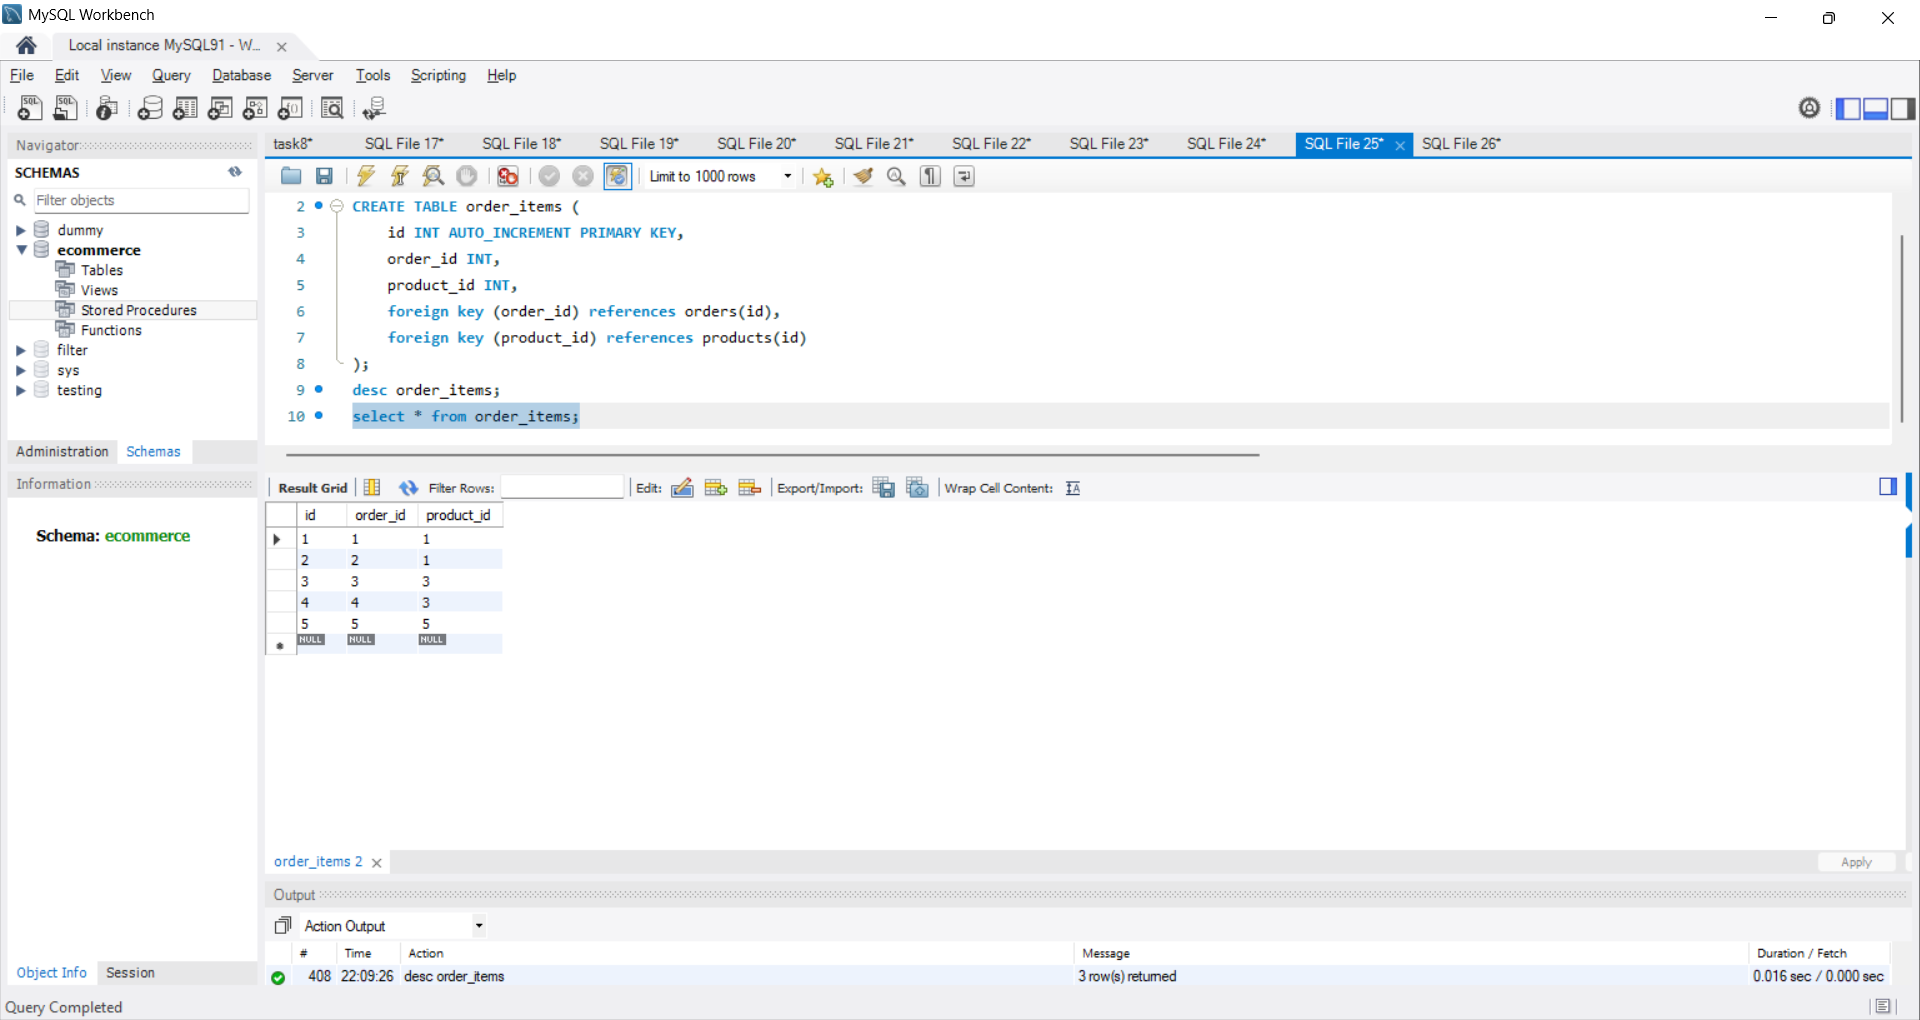 MySQL Workbench
Local instance MySQL91 - W...
File Edit View Query Database Server Tools Scripting Help
Navigator
SCHEMAS
Filter objects
dummy
ecommerce
Tables
Views
Stored Procedures
Functions
filter
sys
testing
Administration Schemas
Information
Schema: ecommerce
Object Info Session
task8* SQL File 17* SQL File 18* SQL File 19* SQL File 20* SQL File 21* SQL File 22* SQL File 23* SQL File 24* SQL File 25* SQL File 26*
Limit to 1000 rows
2 CREATE TABLE order_items (
3 id INT AUTO_INCREMENT PRIMARY KEY,
4 order_id INT,
5 product_id INT,
6 foreign key (order_id) references orders(id),
7 foreign key (product_id) references products(id)
8 );
9 desc order_items;
10 select * from order_items;
Result Grid Filter Rows: Edit: Export/Import: Wrap Cell Content: IA
id order_id product_id
1 1 1
2 2 1
3 3 3
4 4 3
5 5 5
NULL NULL NULL
order_items 2
Apply
Output
Action Output
# Time Action Message Duration / Fetch
408 22:09:26 desc order_items 3 row(s) returned 0.016 sec / 0.000 sec
Query Completed